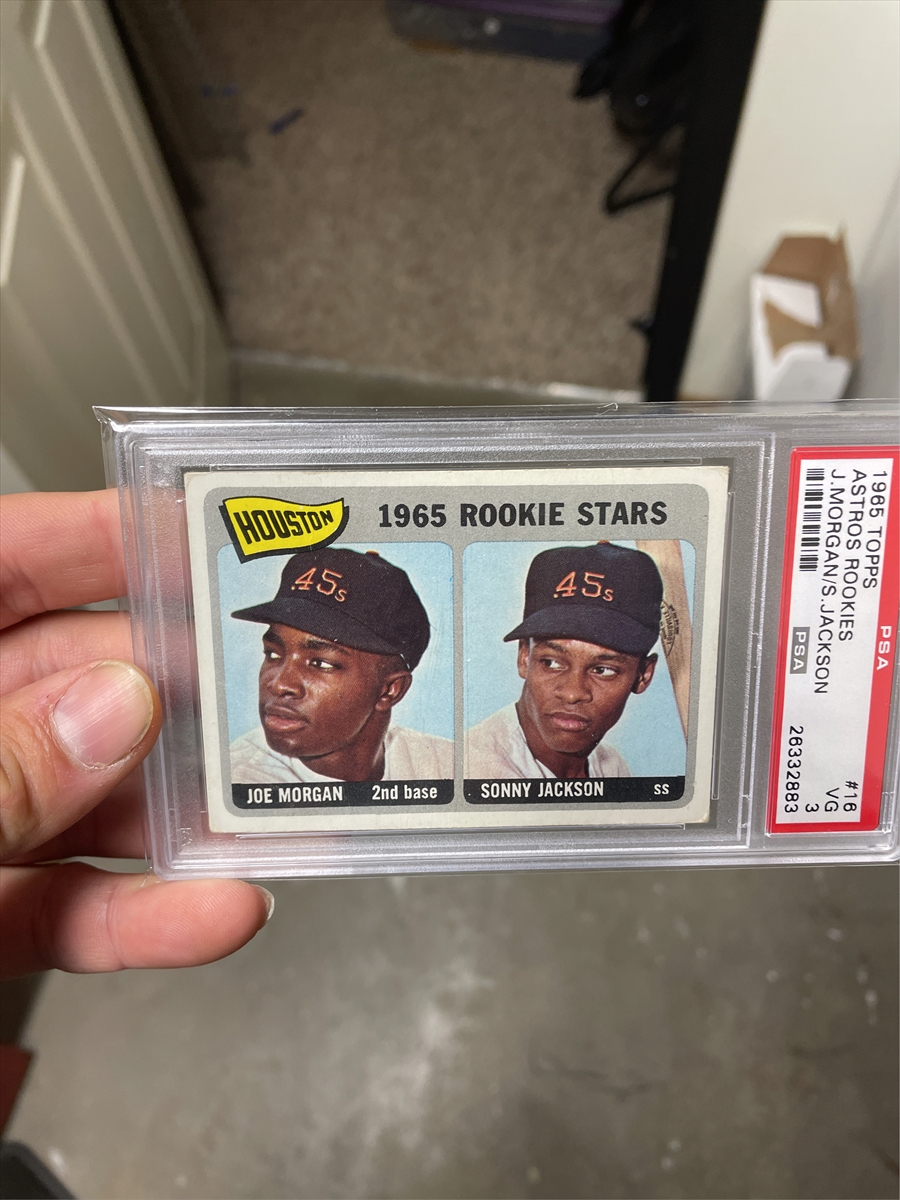 HOUSTON
1965 ROOKIE STARS
.45s
.45s
JOE MORGAN 2nd base
SONNY JACKSON SS
1965 TOPPS #16
ASTROS ROOKIES VG
J.MORGAN/S.JACKSON 3
PSA 26332883
PSA